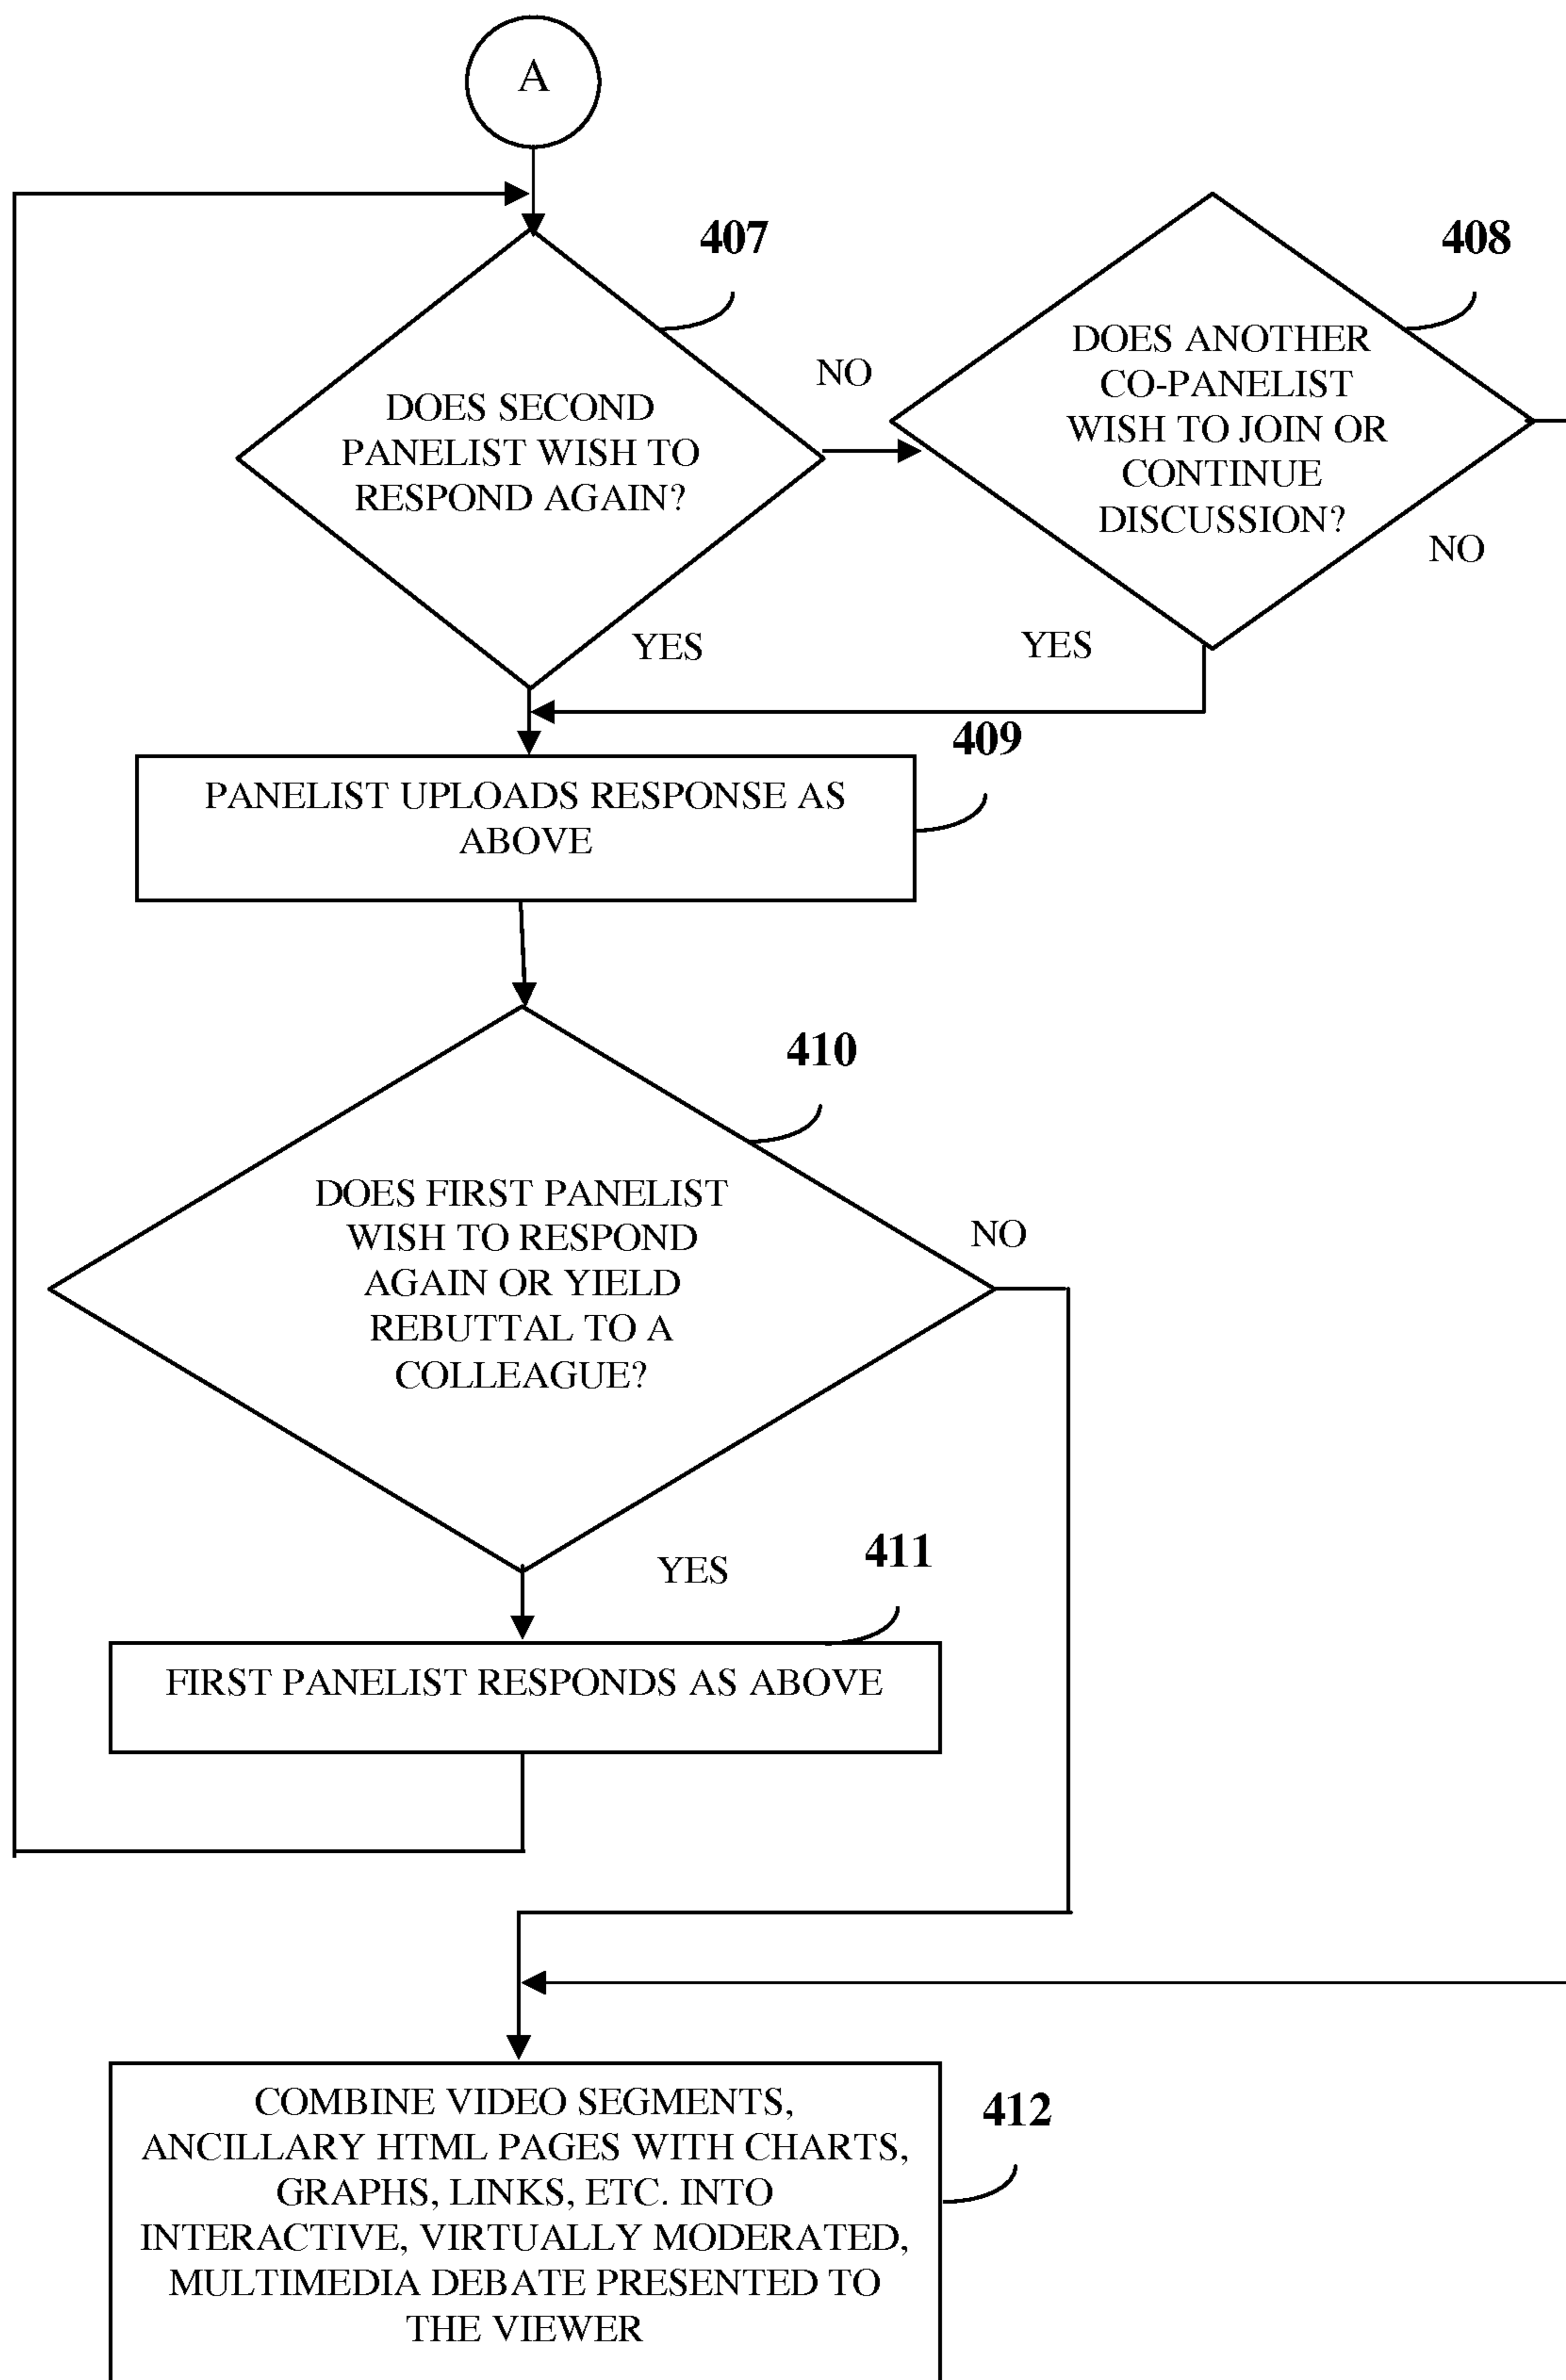 A
407
DOES SECOND
PANELIST WISH TO
RESPOND AGAIN?
NO
408
DOES ANOTHER
CO-PANELIST
WISH TO JOIN OR
CONTINUE
DISCUSSION?
NO
YES
YES
409
PANELIST UPLOADS RESPONSE AS
ABOVE
410
DOES FIRST PANELIST
WISH TO RESPOND
AGAIN OR YIELD
REBUTTAL TO A
COLLEAGUE?
NO
YES
411
FIRST PANELIST RESPONDS AS ABOVE
412
COMBINE VIDEO SEGMENTS,
ANCILLARY HTML PAGES WITH CHARTS,
GRAPHS, LINKS, ETC. INTO
INTERACTIVE, VIRTUALLY MODERATED,
MULTIMEDIA DEBATE PRESENTED TO
THE VIEWER